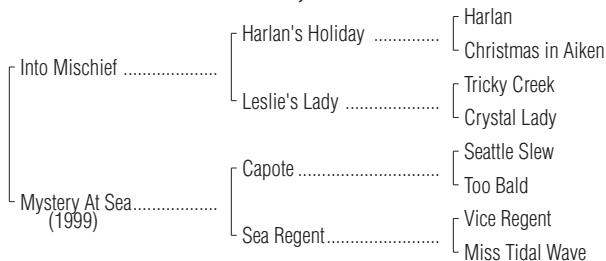 Harlan
Harlan's Holiday ..............
Christmas in Aiken
Into Mischief ....................
Tricky Creek
Leslie's Lady ....................
Crystal Lady
Seattle Slew
Capote ..............................
Too Bald
Mystery At Sea..................
(1999)
Vice Regent
Sea Regent........................
Miss Tidal Wave